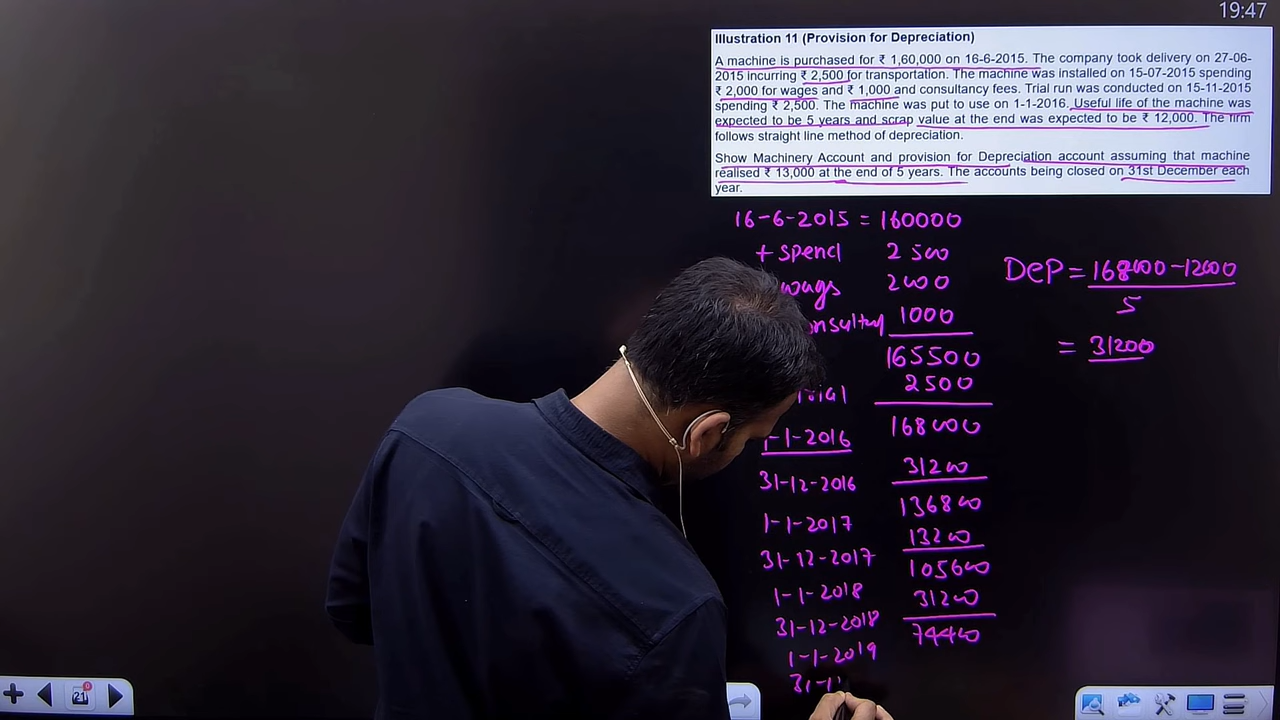 19:47
Illustration 11 (Provision for Depreciation)
A machine is purchased for ₹ 1,60,000 on 16-6-2015. The company took delivery on 27-06-
2015 incurring ₹ 2,500 for transportation. The machine was installed on 15-07-2015 spending
₹ 2,000 for wages and ₹ 1,000 and consultancy fees. Trial run was conducted on 15-11-2015
spending ₹ 2,500. The machine was put to use on 1-1-2016. Useful life of the machine was
expected to be 5 years and scrap value at the end was expected to be ₹ 12,000. The firm
follows straight line method of depreciation.
Show Machinery Account and provision for Depreciation account assuming that machine
realised ₹ 13,000 at the end of 5 years. The accounts being closed on 31st December each
year.
16-6-2015 = 160000
+ spend 2500
wags 2000
1000
165500
2500
1-1-2016 168000
31-12-2016 31200
1-1-2017 136800
31-12-2017 13200
1-1-2018 105600
31-12-2018 31200
1-1-2019 74400
DeP = 168000-12000
5
= 31200
21